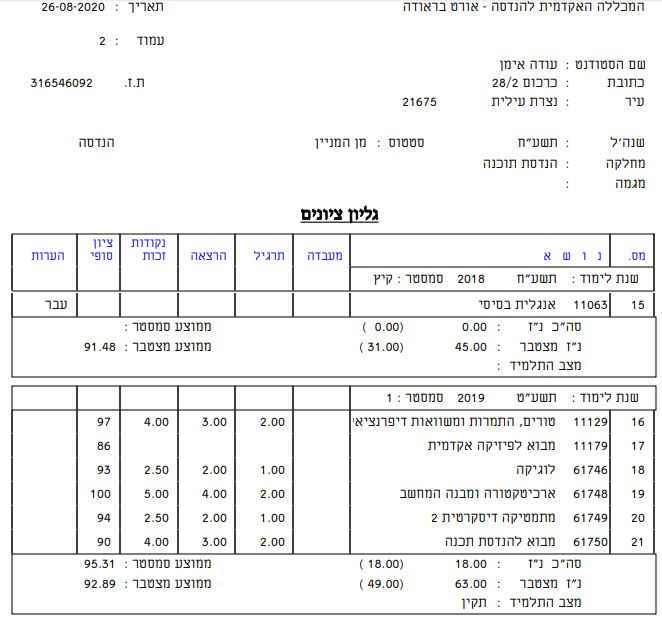 המכללה האקדמית להנדסה - אורט בראודה תאריך : 26-08-2020
עמוד : 2
שם הסטודנט : עודה אימן
כתובת : כרכום 28/2 ת.ז. 316546092
עיר : נצרת עילית 21675
שנה'ל : תשע"ח סטטוס : מן המניין הנדסה
מחלקה : הנדסת תוכנה
מגמה :
גליון ציונים
מס. נ ו ש א מעבדה תרגיל הרצאה נקודות זכות ציון סופי הערות
שנת לימוד : תשע"ח 2018 סמסטר : קיץ
15 11063 אנגלית בסיסי עבר
סה"כ נ"ז : 0.00 (0.00 ) ממוצע סמסטר :
נ"ז מצטבר : 45.00 (31.00 ) ממוצע מצטבר : 91.48
מצב התלמיד :
שנת לימוד : תשע"ט 2019 סמסטר : 1
16 11129 טורים, התמרות ומשוואות דיפרנציאי 2.00 3.00 4.00 97
17 11179 מבוא לפיזיקה אקדמית 86
18 61746 לוגיקה 1.00 2.00 2.50 93
19 61748 ארכיטקטורה ומבנה המחשב 2.00 4.00 5.00 100
20 61749 מתמטיקה דיסקרטית 2 1.00 2.00 2.50 94
21 61750 מבוא להנדסת תכנה 2.00 3.00 4.00 90
סה"כ נ"ז : 18.00 (18.00 ) ממוצע סמסטר : 95.31
נ"ז מצטבר : 63.00 (49.00 ) ממוצע מצטבר : 92.89
מצב התלמיד : תקין